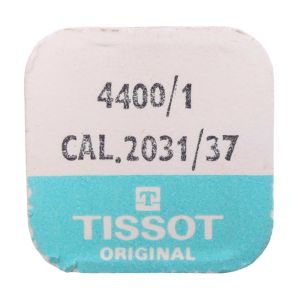 4400/1
CAL.2031/37
T
TISSOT
ORIGINAL